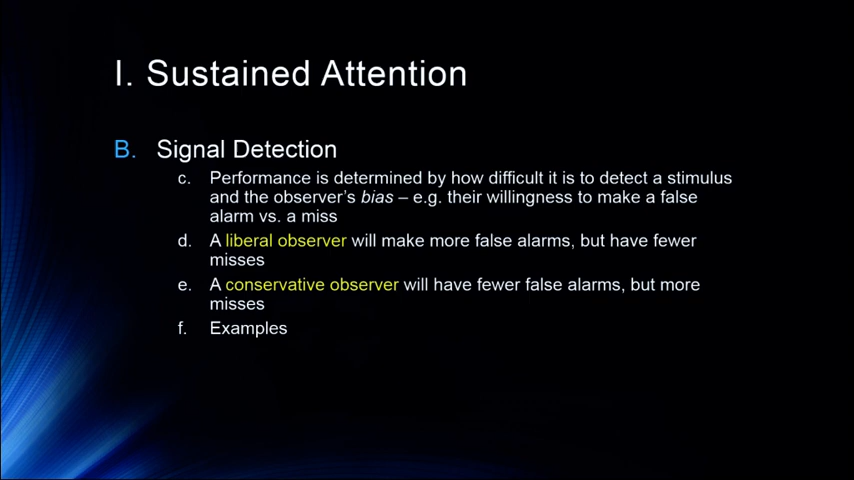 I. Sustained Attention
B. Signal Detection
c. Performance is determined by how difficult it is to detect a stimulus
and the observer's bias – e.g. their willingness to make a false
alarm vs. a miss
d. A liberal observer will make more false alarms, but have fewer
misses
e. A conservative observer will have fewer false alarms, but more
misses
f. Examples